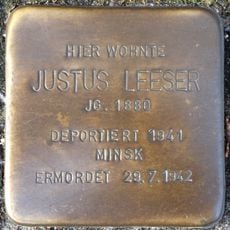 HIER WOHNTE
JUSTUS LEESER
JG. 1880
DEPORTIERT 1941
MINSK
ERMORDET 29.7.1942